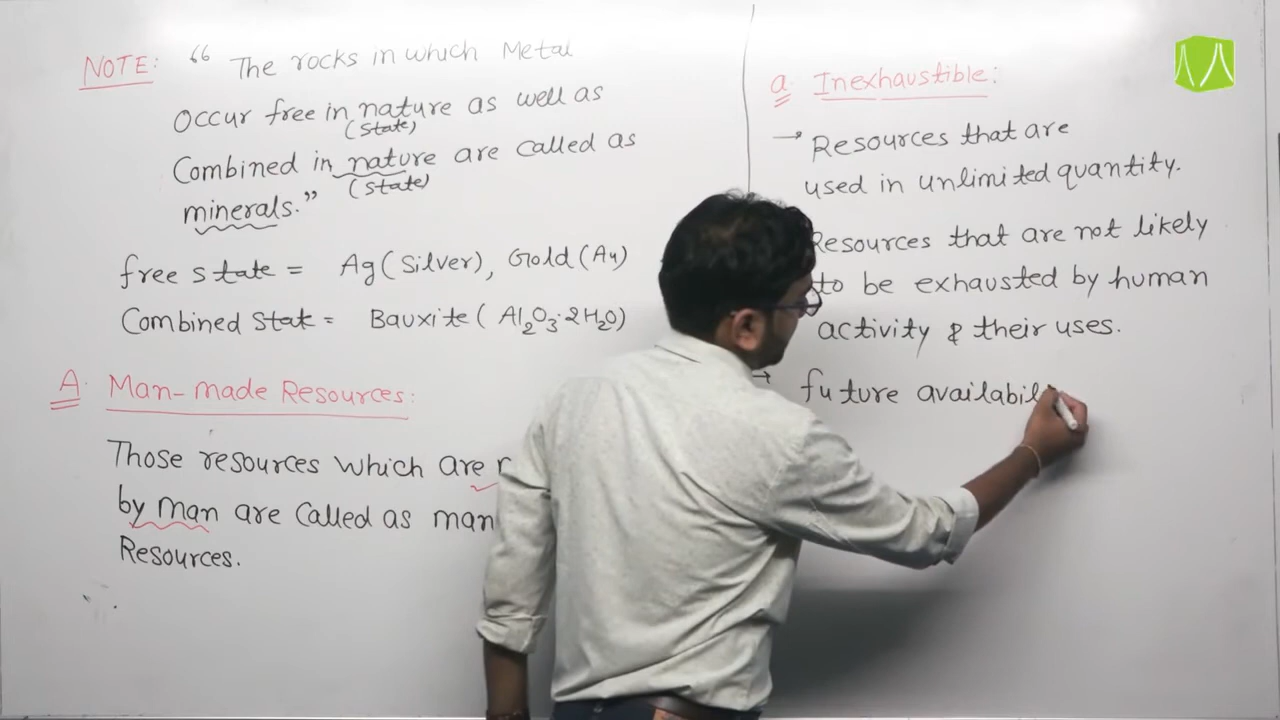 NOTE: " The rocks in which Metal
Occur free in nature as well as
(state)
Combined in nature are called as
(state)
minerals."
free state = Ag(Silver), Gold(Au)
Combined State = Bauxite (Al₂O₃·2H₂O)
A. Man-made Resources:
Those resources which are
by man are called as man
Resources.
a. Inexhaustible:
→ Resources that are
used in unlimited quantity.
Resources that are not likely
to be exhausted by human
activity & their uses.
→ future availabil